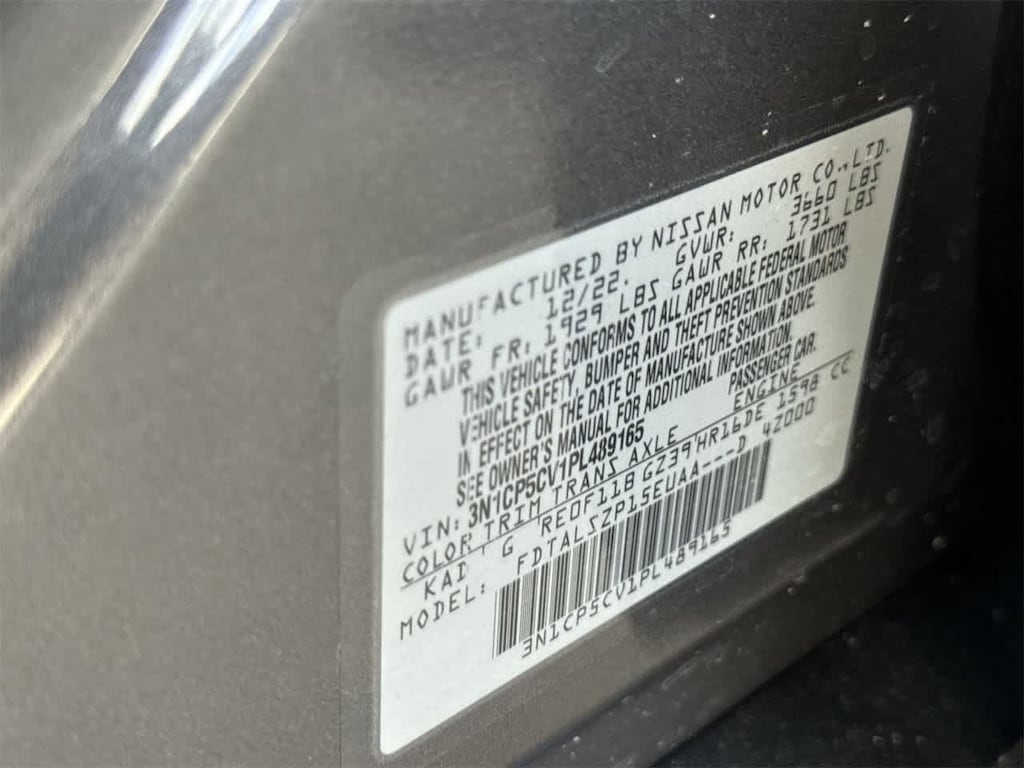 MANUFACTURED BY NISSAN MOTOR CO.,LTD.
DATE: 12/22. GVWR: 3660 LBS
GAWR FR: 1929 LBS GAWR RR: 1731 LBS
THIS VEHICLE CONFORMS TO ALL APPLICABLE FEDERAL MOTOR
VEHICLE SAFETY, BUMPER AND THEFT PREVENTION STANDARDS
IN EFFECT ON THE DATE OF MANUFACTURE SHOWN ABOVE.
SEE OWNER'S MANUAL FOR ADDITIONAL INFORMATION.
VIN: 3N1CP5CV1PL489165 PASSENGER CAR.
COLOR TRIM TRANS AXLE ENGINE
KAD G RE0F11B GZ39 HR16DE 1598 CC
MODEL: FDTALSZP15EUAA---D 4Z000
3N1CP5CV1PL489165